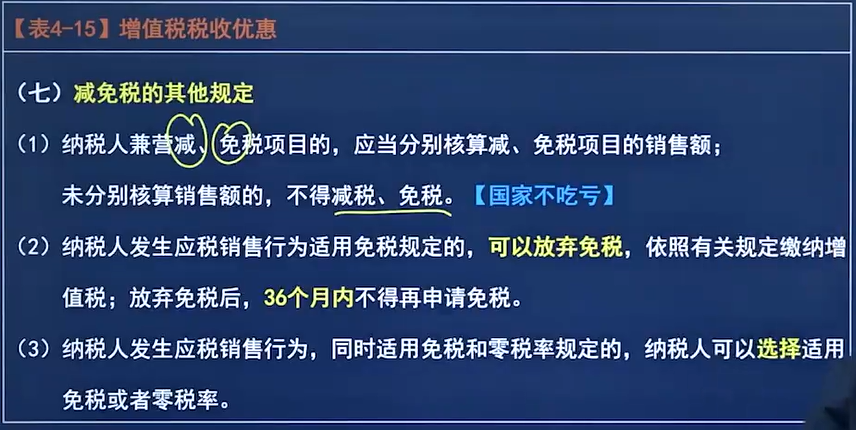 【表4-15】增值税税收优惠
（七）减免税的其他规定
（1）纳税人兼营减、免税项目的，应当分别核算减、免税项目的销售额；
未分别核算销售额的，不得减税、免税。【国家不吃亏】
（2）纳税人发生应税销售行为适用免税规定的，可以放弃免税，依照有关规定缴纳增
值税；放弃免税后，36个月内不得再申请免税。
（3）纳税人发生应税销售行为，同时适用免税和零税率规定的，纳税人可以选择适用
免税或者零税率。